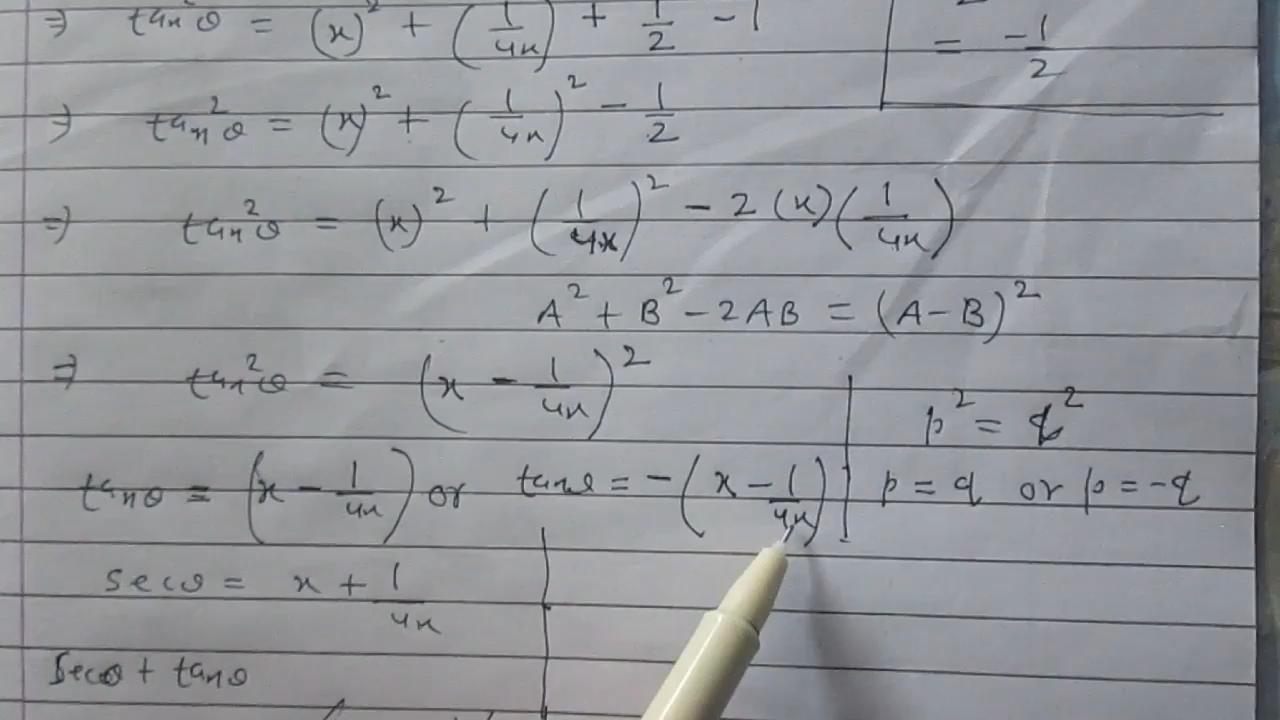 ⇒ tan²θ = (x)² + (1/4x) + 1/2 - 1
= -1/2
⇒ tan²θ = (x)² + (1/4x)² - 1/2
⇒ tan²θ = (x)² + (1/4x)² - 2(x)(1/4x)
A² + B² - 2AB = (A-B)²
⇒ tan²θ = (x - 1/4x)²
p² = q²
tanθ = (x - 1/4x) or tanθ = -(x - 1/4x)
p = q or p = -q
secθ = x + 1/4x
Secθ + tanθ